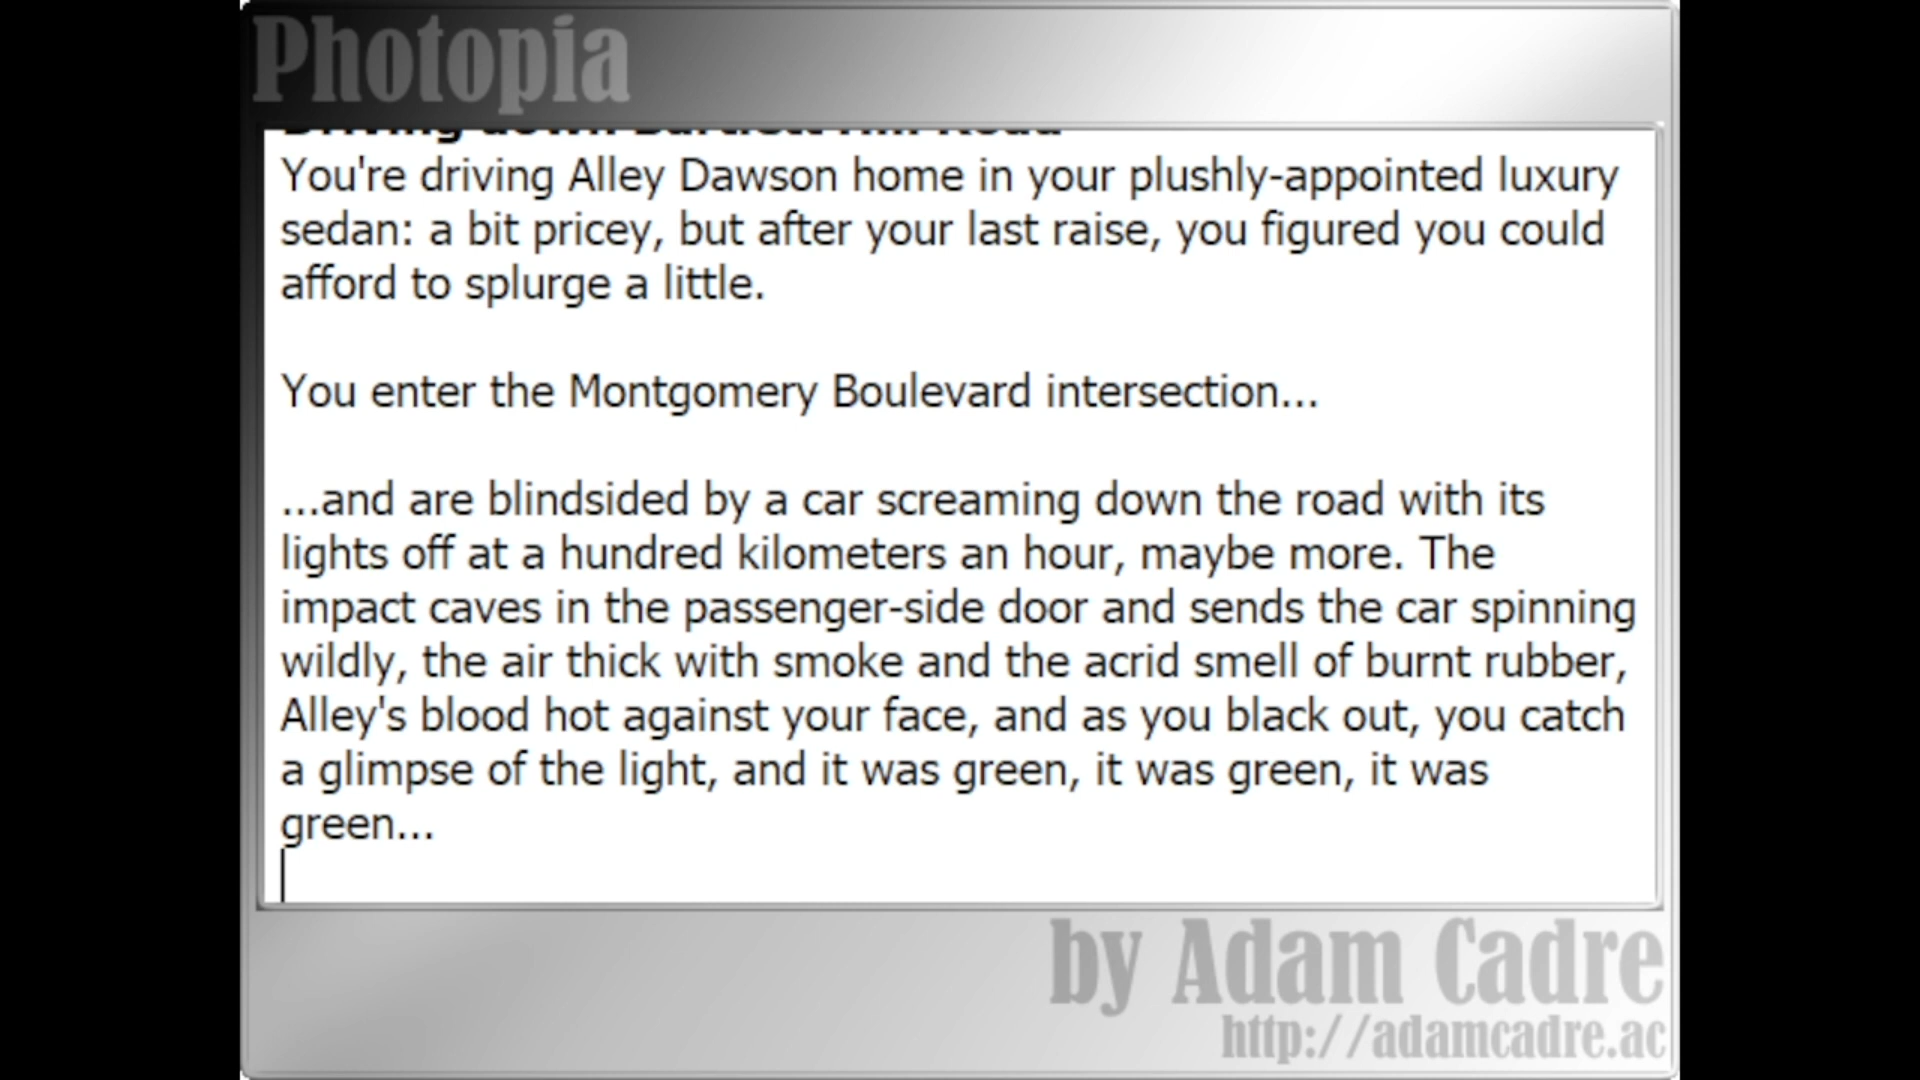 Photopia
Driving down Bartlett Hill Road
You're driving Alley Dawson home in your plushly-appointed luxury
sedan: a bit pricey, but after your last raise, you figured you could
afford to splurge a little.
You enter the Montgomery Boulevard intersection...
...and are blindsided by a car screaming down the road with its
lights off at a hundred kilometers an hour, maybe more. The
impact caves in the passenger-side door and sends the car spinning
wildly, the air thick with smoke and the acrid smell of burnt rubber,
Alley's blood hot against your face, and as you black out, you catch
a glimpse of the light, and it was green, it was green, it was
green...
by Adam Cadre
http://adamcadre.ac